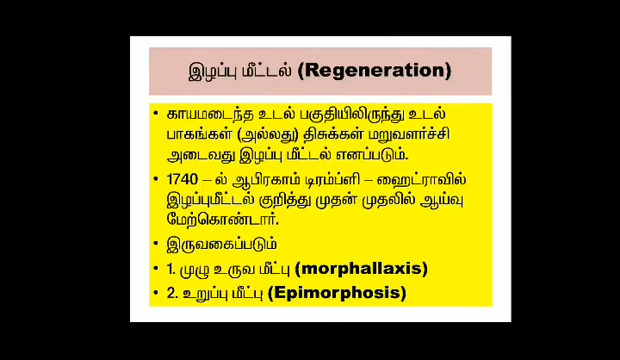 இழப்பு மீட்டல் (Regeneration)
• காயமடைந்த உடல் பகுதியிலிருந்து உடல்
பாகங்கள் (அல்லது) திசுக்கள் மறுவளர்ச்சி
அடைவது இழப்பு மீட்டல் எனப்படும்.
• 1740 – ல் ஆபிரகாம் டிரம்ப்ளி – ஹைட்ராவில்
இழப்புமீட்டல் குறித்து முதன் முதலில் ஆய்வு
மேற்கொண்டார்.
• இருவகைப்படும்
• 1. முழு உருவ மீட்பு (morphallaxis)
• 2. உறுப்பு மீட்பு (Epimorphosis)